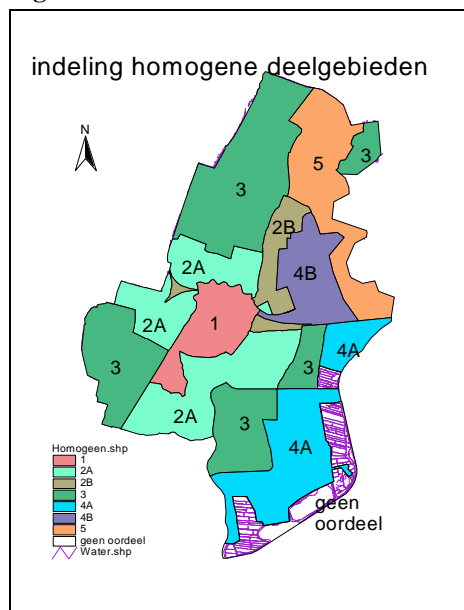 indeling homogene deelgebieden
N
3
5
3
2B
2A
4B
2A
1
3
4A
3
2A
3
4A
geen
oordeel
Homogeen.shp
1
2A
2B
3
4A
4B
5
geen oordeel
Water.shp